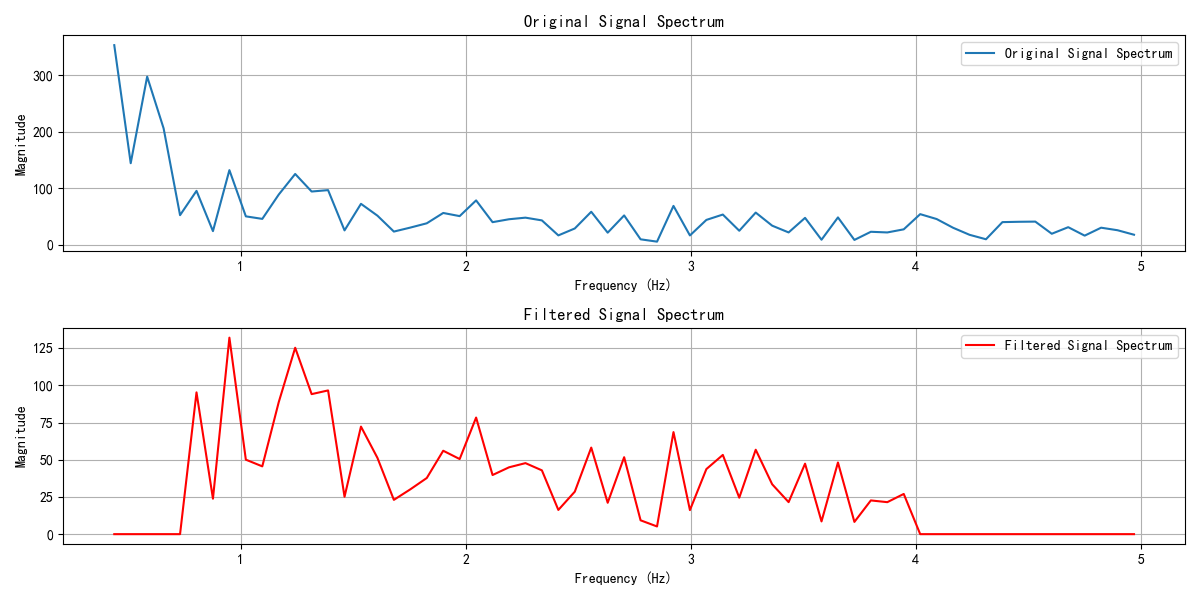 Original Signal Spectrum
Original Signal Spectrum
300
200
100
0
Magnitude
1 2 3 4 5
Frequency (Hz)
Filtered Signal Spectrum
Filtered Signal Spectrum
125
100
75
50
25
0
Magnitude
1 2 3 4 5
Frequency (Hz)